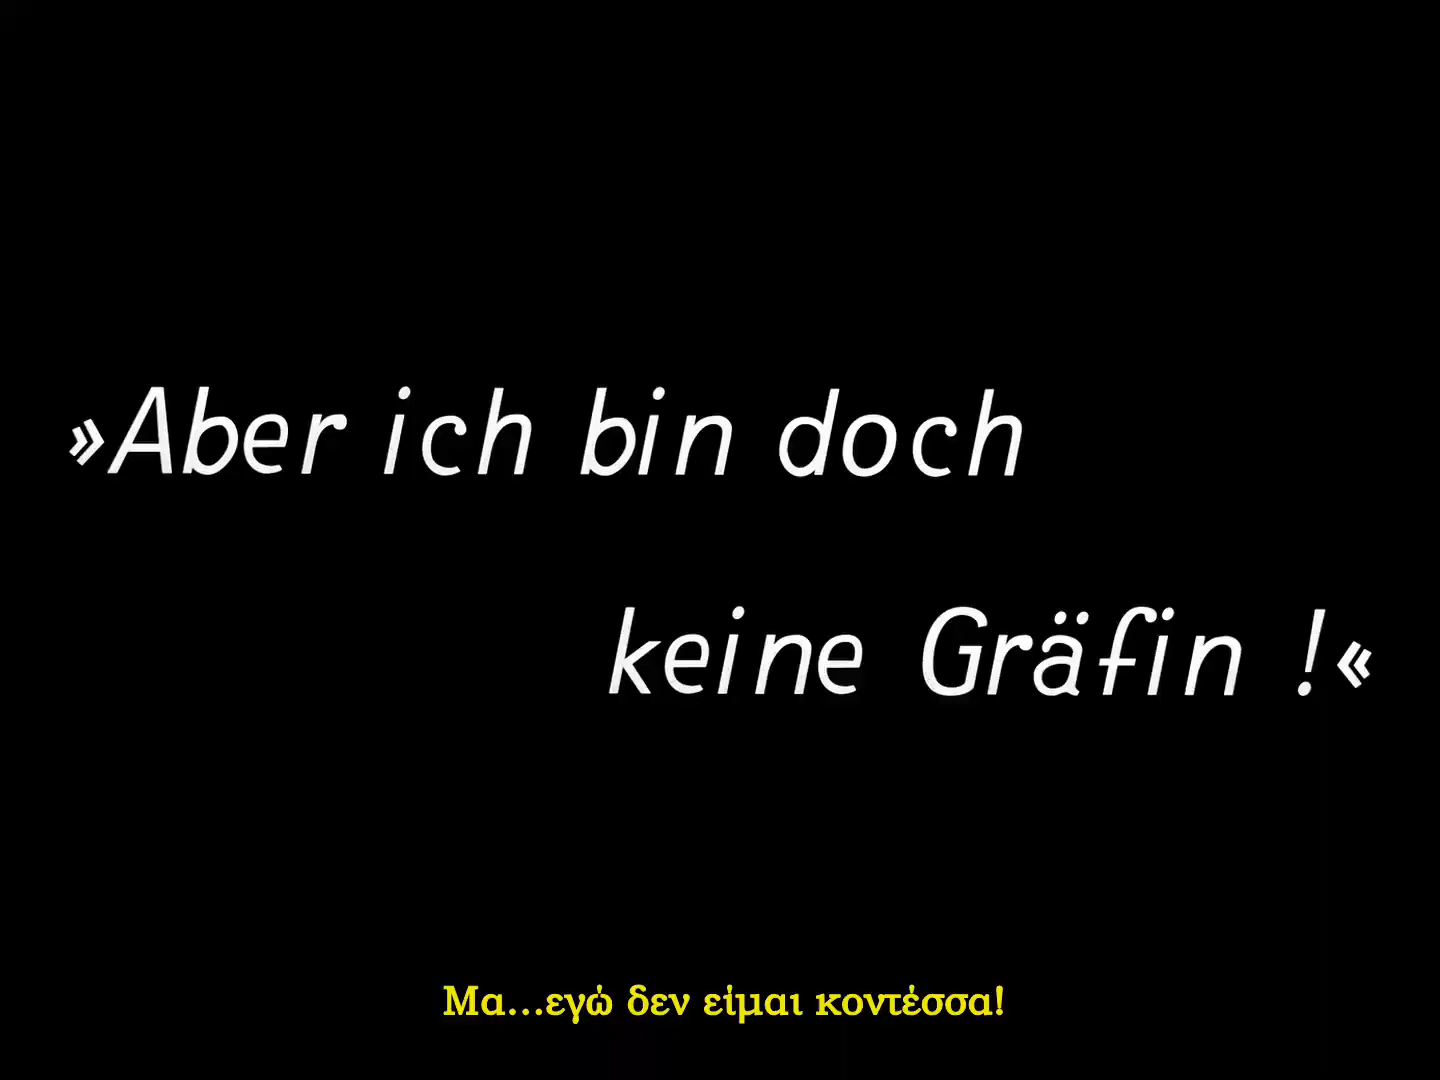 »Aber ich bin doch
keine Gräfin !«
Μα...εγώ δεν είμαι κοντέσσα!